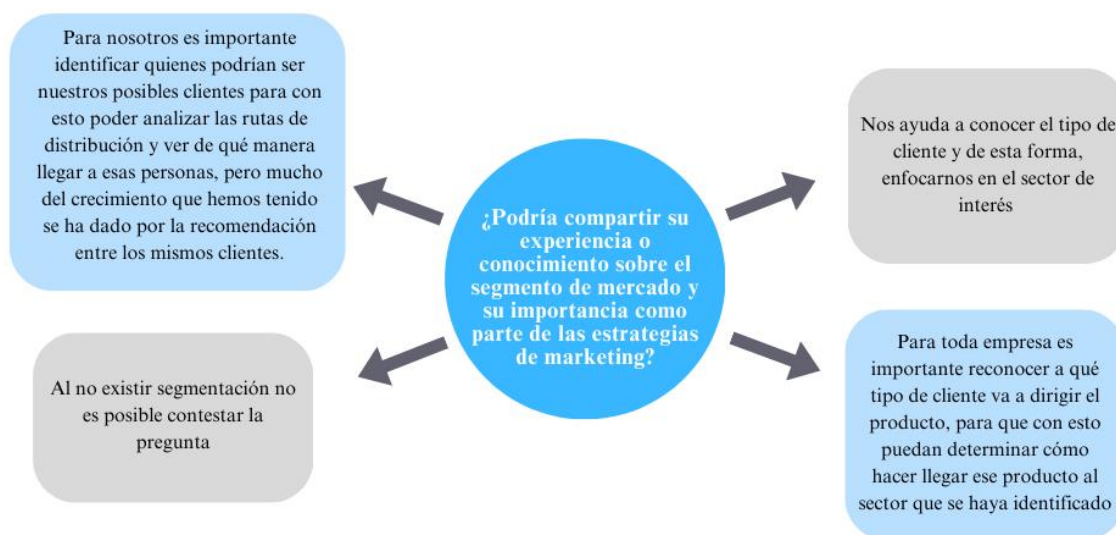 Para nosotros es importante
identificar quienes podrían ser
nuestros posibles clientes para con
esto poder analizar las rutas de
distribución y ver de qué manera
llegar a esas personas, pero mucho
del crecimiento que hemos tenido
se ha dado por la recomendación
entre los mismos clientes.
Nos ayuda a conocer el tipo de
cliente y de esta forma,
enfocarnos en el sector de
interés
¿Podría compartir su
experiencia o
conocimiento sobre el
segmento de mercado y
su importancia como
parte de las estrategias
de marketing?
Al no existir segmentación no
es posible contestar la
pregunta
Para toda empresa es
importante reconocer a qué
tipo de cliente va a dirigir el
producto, para que con esto
puedan determinar cómo
hacer llegar ese producto al
sector que se haya identificado